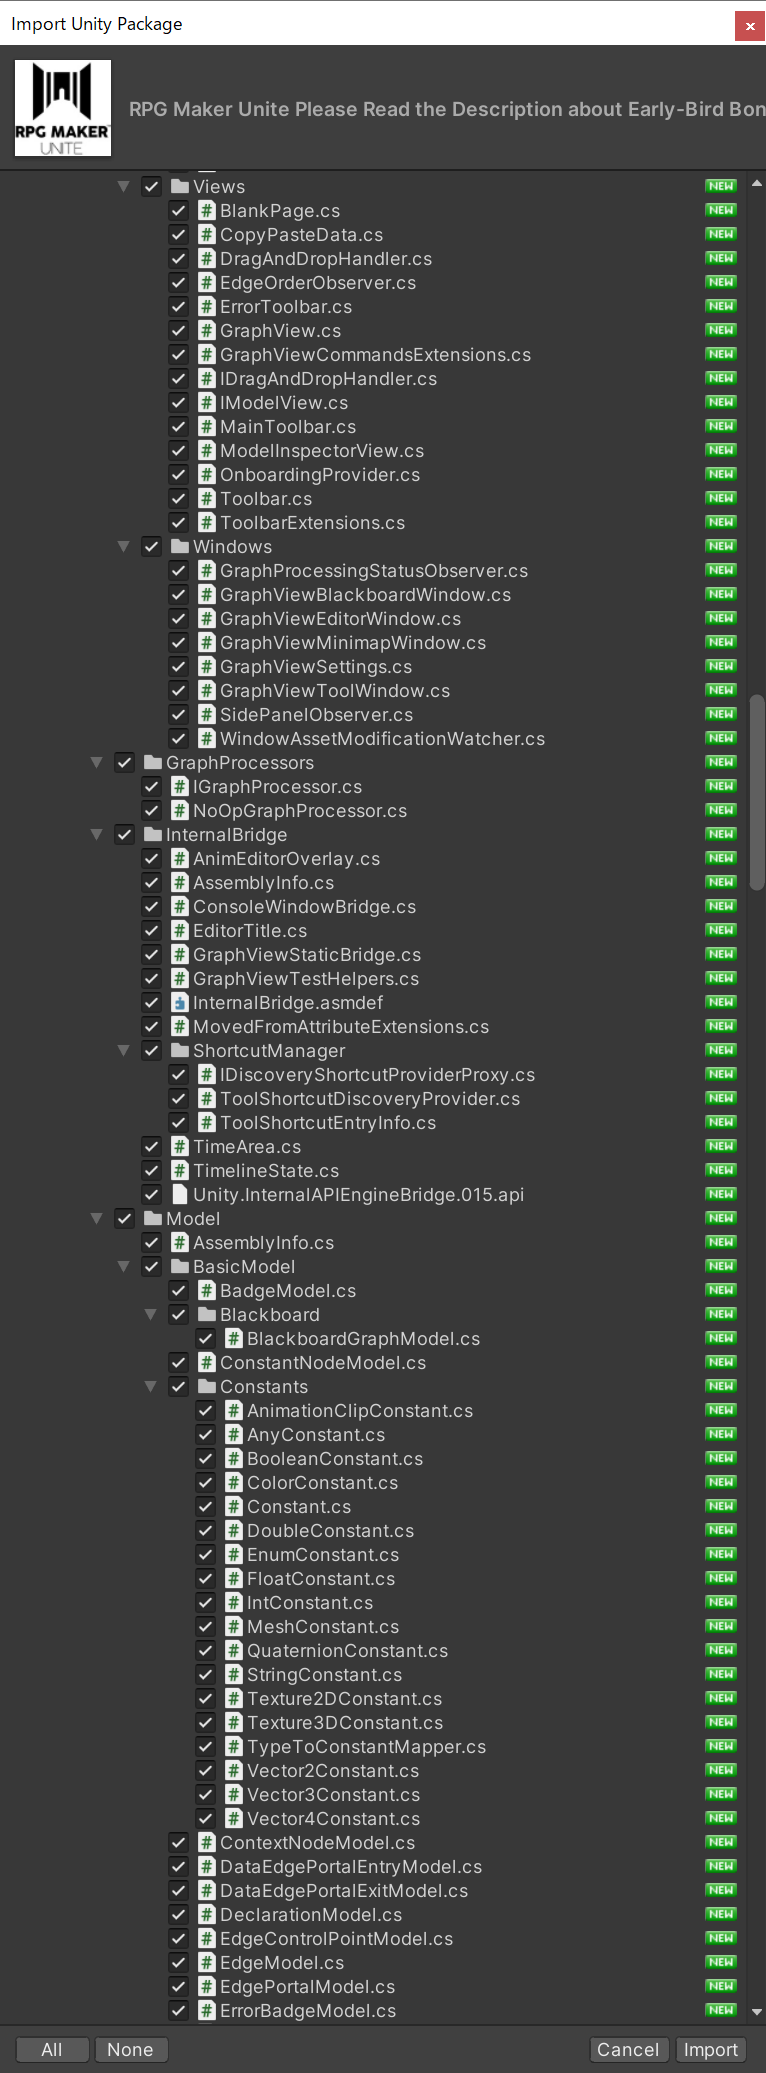 Import Unity Package
x
RPG MAKER
UNITE
RPG Maker Unite Please Read the Description about Early-Bird Bon
Views NEW
# BlankPage.cs NEW
# CopyPasteData.cs NEW
# DragAndDropHandler.cs NEW
# EdgeOrderObserver.cs NEW
# ErrorToolbar.cs NEW
# GraphView.cs NEW
# GraphViewCommandsExtensions.cs NEW
# IDragAndDropHandler.cs NEW
# IModelView.cs NEW
# MainToolbar.cs NEW
# ModelInspectorView.cs NEW
# OnboardingProvider.cs NEW
# Toolbar.cs NEW
# ToolbarExtensions.cs NEW
Windows NEW
# GraphProcessingStatusObserver.cs NEW
# GraphViewBlackboardWindow.cs NEW
# GraphViewEditorWindow.cs NEW
# GraphViewMinimapWindow.cs NEW
# GraphViewSettings.cs NEW
# GraphViewToolWindow.cs NEW
# SidePanelObserver.cs NEW
# WindowAssetModificationWatcher.cs NEW
GraphProcessors NEW
# IGraphProcessor.cs NEW
# NoOpGraphProcessor.cs NEW
InternalBridge NEW
# AnimEditorOverlay.cs NEW
# AssemblyInfo.cs NEW
# ConsoleWindowBridge.cs NEW
# EditorTitle.cs NEW
# GraphViewStaticBridge.cs NEW
# GraphViewTestHelpers.cs NEW
InternalBridge.asmdef NEW
# MovedFromAttributeExtensions.cs NEW
ShortcutManager NEW
# IDiscoveryShortcutProviderProxy.cs NEW
# ToolShortcutDiscoveryProvider.cs NEW
# ToolShortcutEntryInfo.cs NEW
# TimeArea.cs NEW
# TimelineState.cs NEW
Unity.InternalAPIEngineBridge.015.api NEW
Model NEW
# AssemblyInfo.cs NEW
BasicModel NEW
# BadgeModel.cs NEW
Blackboard NEW
# BlackboardGraphModel.cs NEW
# ConstantNodeModel.cs NEW
Constants NEW
# AnimationClipConstant.cs NEW
# AnyConstant.cs NEW
# BooleanConstant.cs NEW
# ColorConstant.cs NEW
# Constant.cs NEW
# DoubleConstant.cs NEW
# EnumConstant.cs NEW
# FloatConstant.cs NEW
# IntConstant.cs NEW
# MeshConstant.cs NEW
# QuaternionConstant.cs NEW
# StringConstant.cs NEW
# Texture2DConstant.cs NEW
# Texture3DConstant.cs NEW
# TypeToConstantMapper.cs NEW
# Vector2Constant.cs NEW
# Vector3Constant.cs NEW
# Vector4Constant.cs NEW
# ContextNodeModel.cs NEW
# DataEdgePortalEntryModel.cs NEW
# DataEdgePortalExitModel.cs NEW
# DeclarationModel.cs NEW
# EdgeControlPointModel.cs NEW
# EdgeModel.cs NEW
# EdgePortalModel.cs NEW
# ErrorBadgeModel.cs NEW
All None Cancel Import